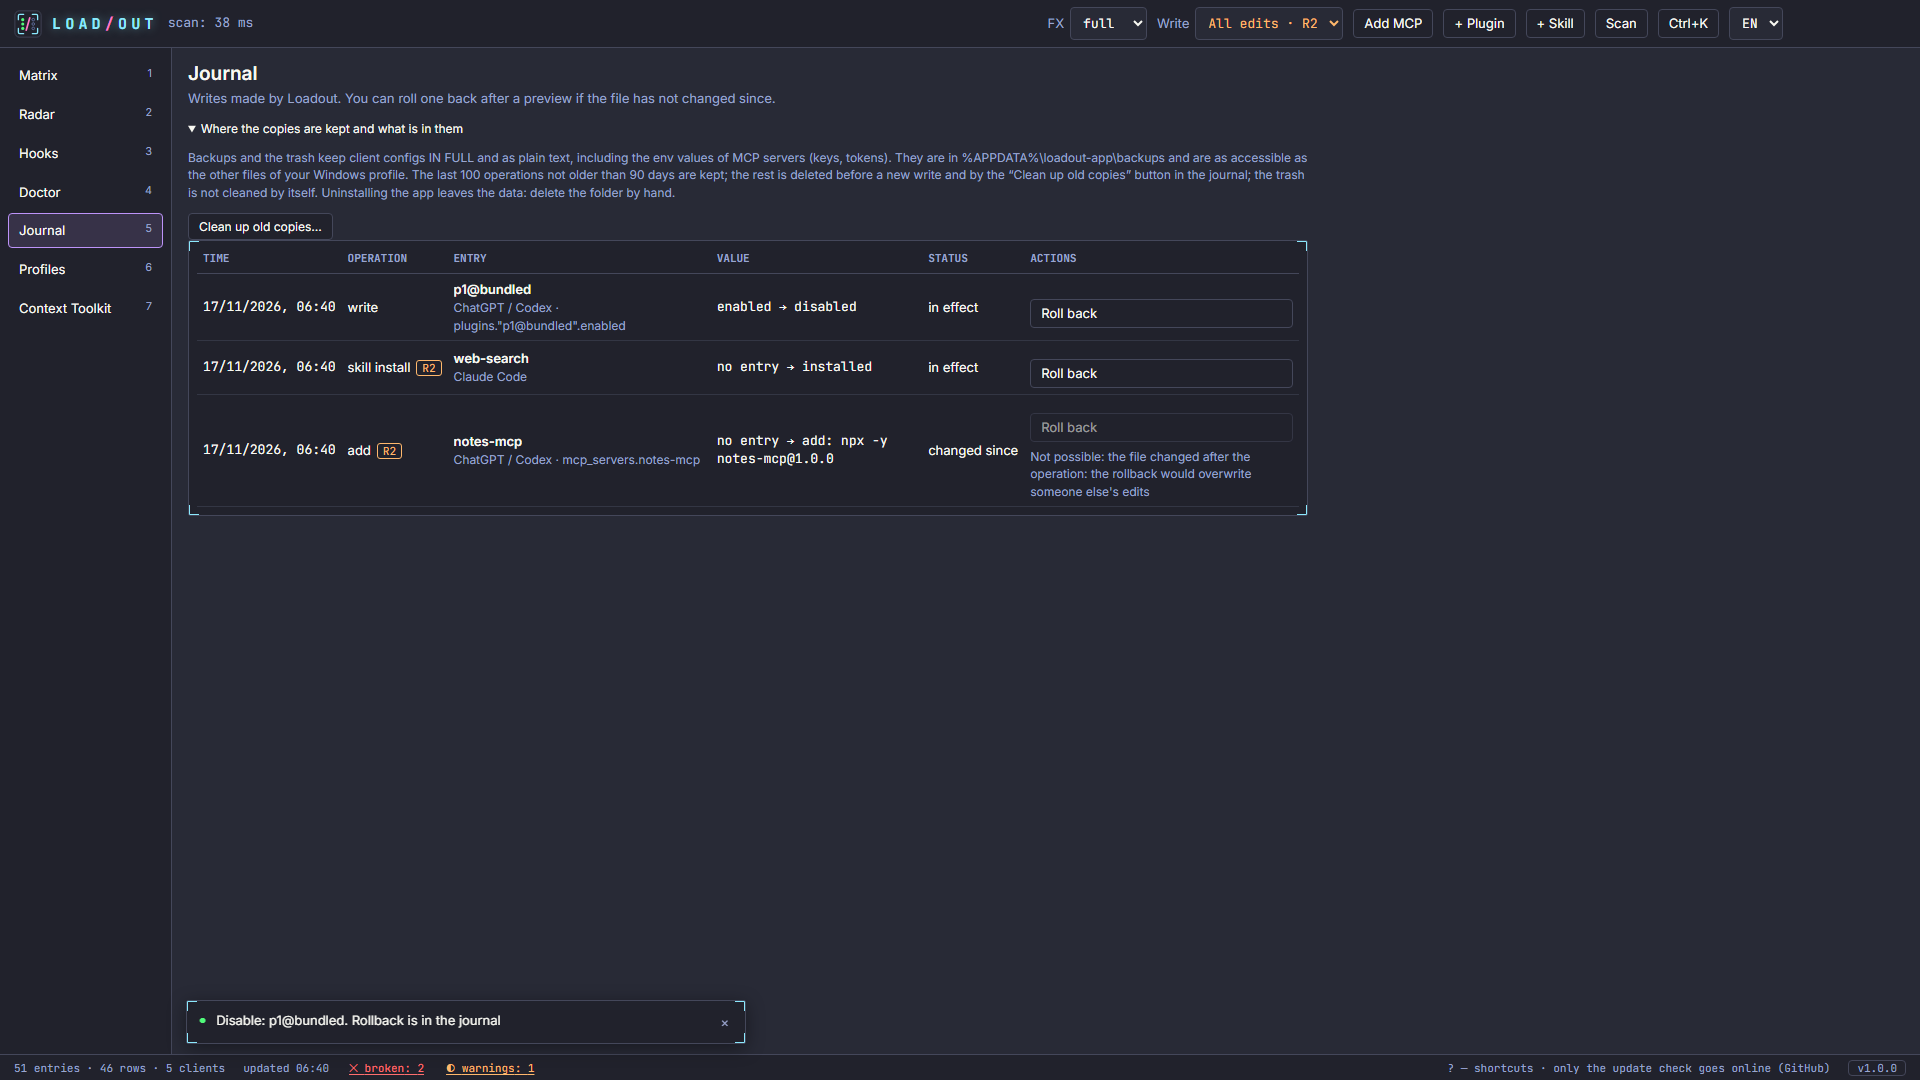 LOAD/OUT scan: 38 ms FX full Write All edits · R2 Add MCP + Plugin + Skill Scan Ctrl+K EN
Matrix 1
Radar 2
Hooks 3
Doctor 4
Journal 5
Profiles 6
Context Toolkit 7
Journal
Writes made by Loadout. You can roll one back after a preview if the file has not changed since.
▼ Where the copies are kept and what is in them
Backups and the trash keep client configs IN FULL and as plain text, including the env values of MCP servers (keys, tokens). They are in %APPDATA%\loadout-app\backups and are as accessible as
the other files of your Windows profile. The last 100 operations not older than 90 days are kept; the rest is deleted before a new write and by the “Clean up old copies” button in the journal; the trash
is not cleaned by itself. Uninstalling the app leaves the data: delete the folder by hand.
Clean up old copies...
TIME OPERATION ENTRY VALUE STATUS ACTIONS
17/11/2026, 06:40 write p1@bundled enabled → disabled in effect Roll back
ChatGPT / Codex ·
plugins."p1@bundled".enabled
17/11/2026, 06:40 skill install R2 web-search no entry → installed in effect Roll back
Claude Code
17/11/2026, 06:40 add R2 notes-mcp no entry → add: npx -y changed since Roll back
ChatGPT / Codex · mcp_servers.notes-mcp notes-mcp@1.0.0
Not possible: the file changed after the
operation: the rollback would overwrite
someone else's edits
Disable: p1@bundled. Rollback is in the journal ×
51 entries · 46 rows · 5 clients updated 06:40 broken: 2 warnings: 1 ? — shortcuts · only the update check goes online (GitHub) v1.0.0